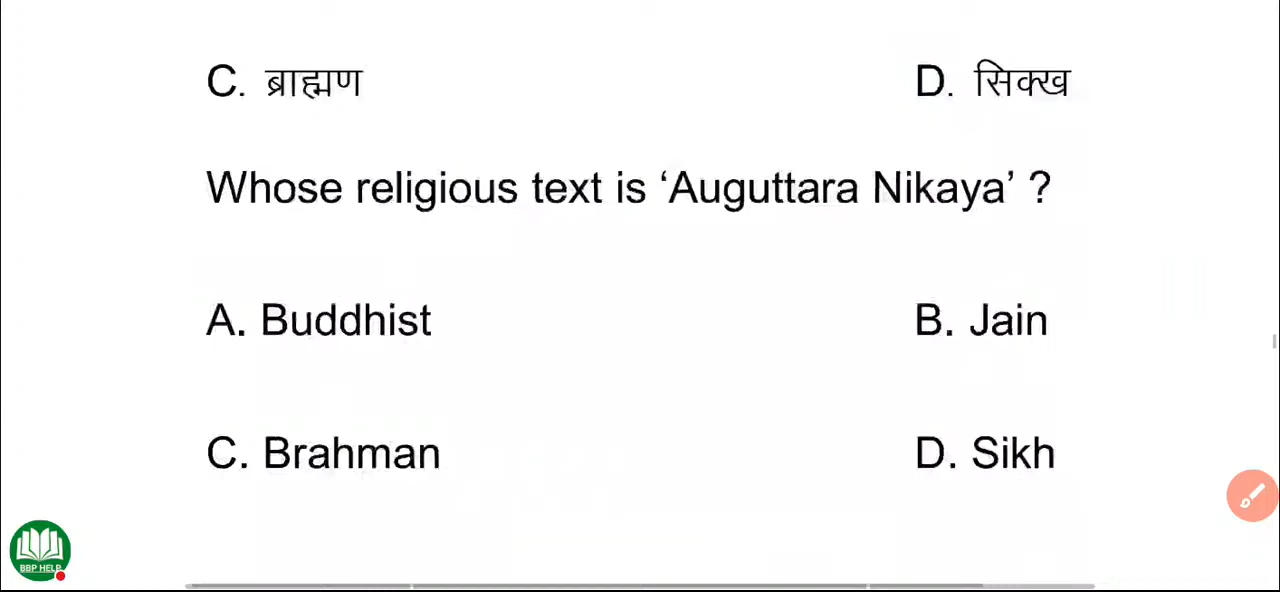 C. ब्राह्मण D. सिक्ख
Whose religious text is ‘Auguttara Nikaya’ ?
A. Buddhist B. Jain
C. Brahman D. Sikh
BBP HELP